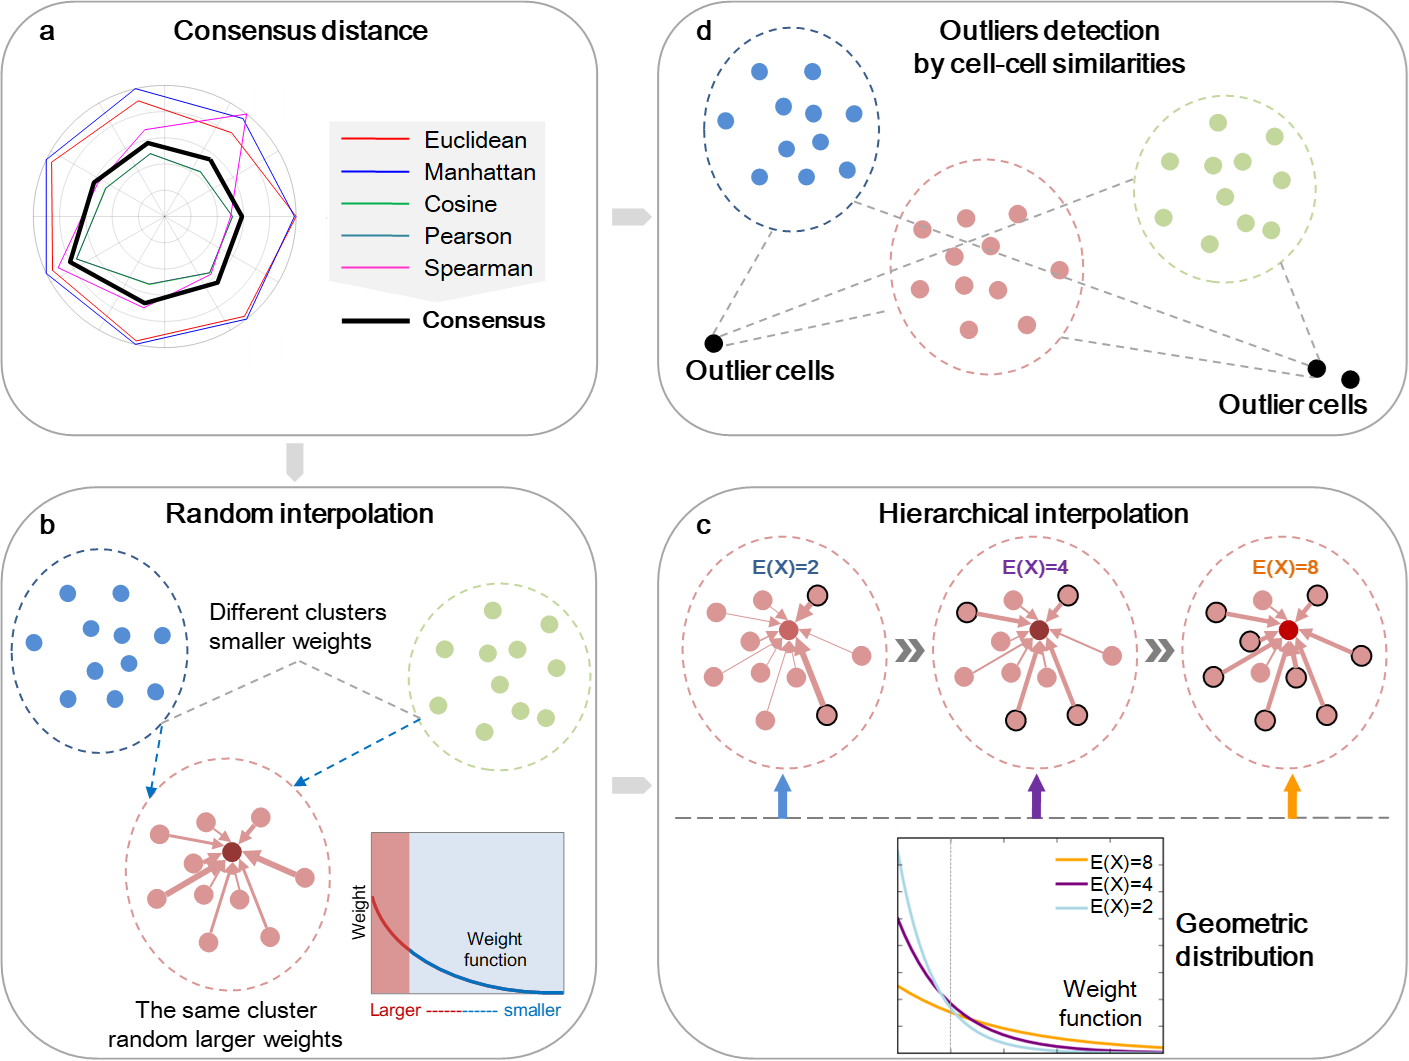 a
Consensus distance
Euclidean
Manhattan
Cosine
Pearson
Spearman
Consensus
d
Outliers detection
by cell-cell similarities
Outlier cells
Outlier cells
b
Random interpolation
Different clusters
smaller weights
The same cluster
random larger weights
Weight
Weight
function
Larger
smaller
c
Hierarchical interpolation
E(X)=2
E(X)=4
E(X)=8
E(X)=8
E(X)=4
E(X)=2
Weight
function
Geometric
distribution